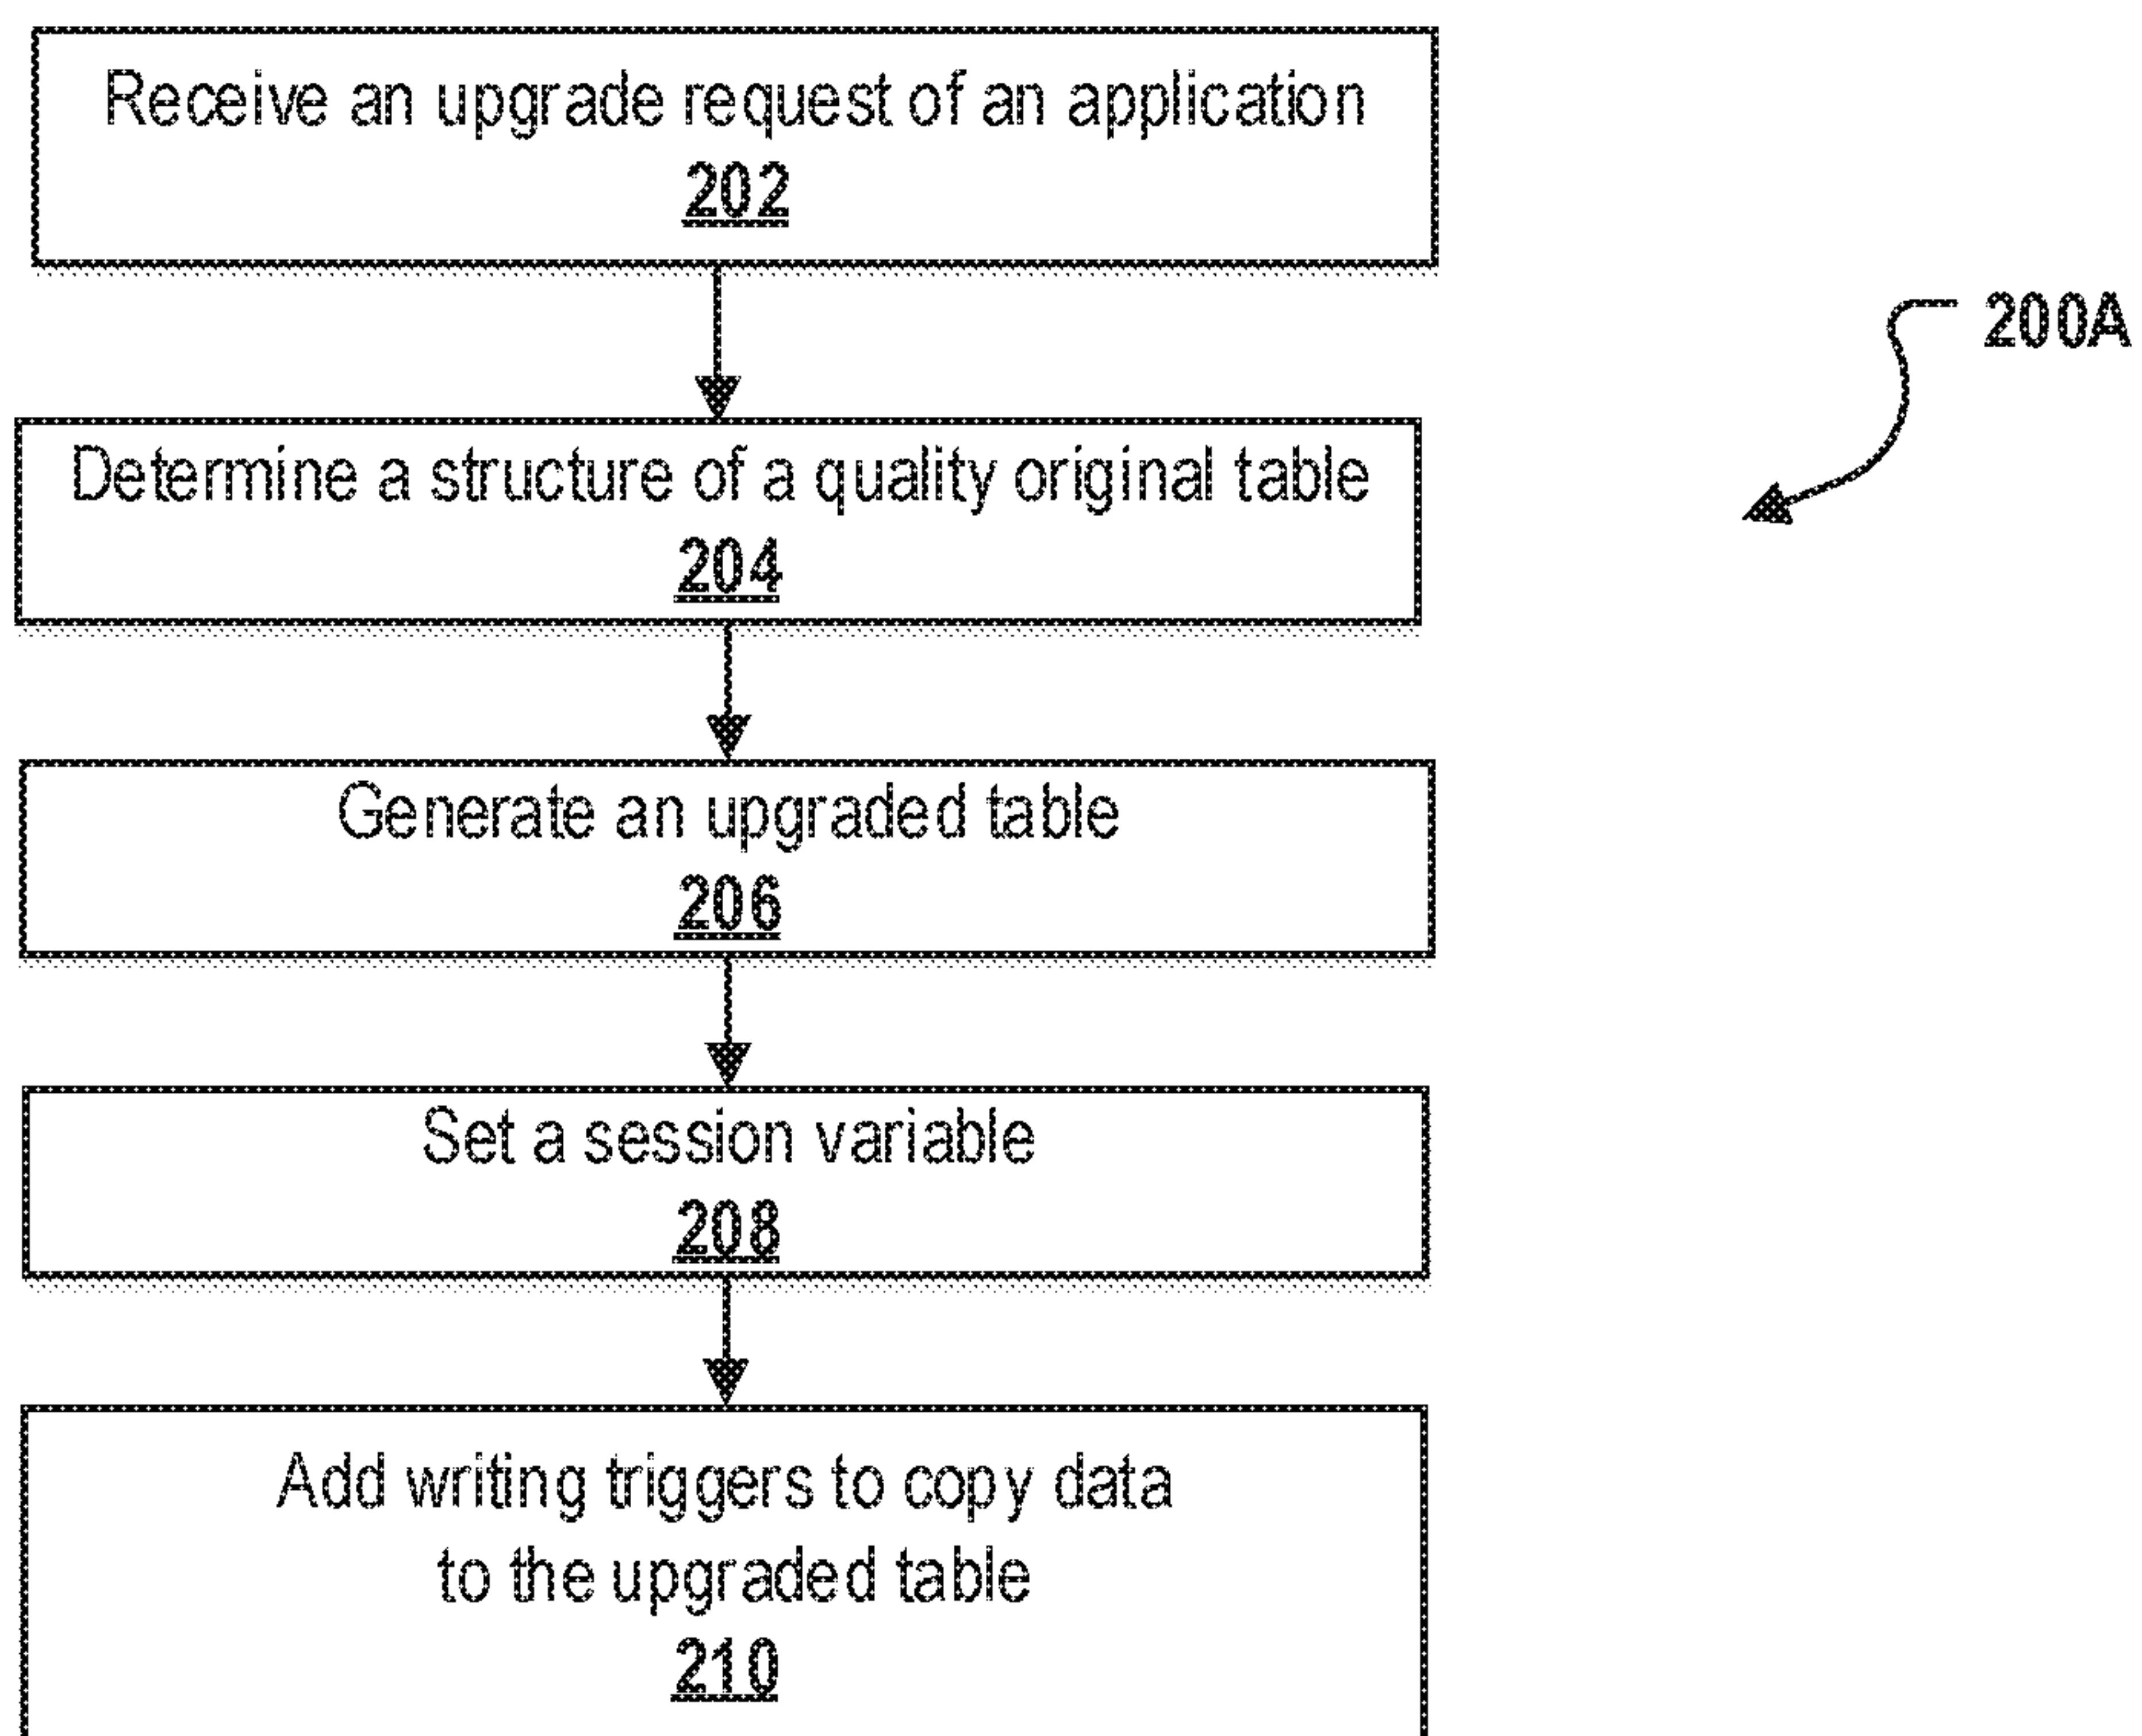 Receive an upgrade request of an application
202
200A
Determine a structure of a quality original table
204
Generate an upgraded table
206
Set a session variable
208
Add writing triggers to copy data
to the upgraded table
210